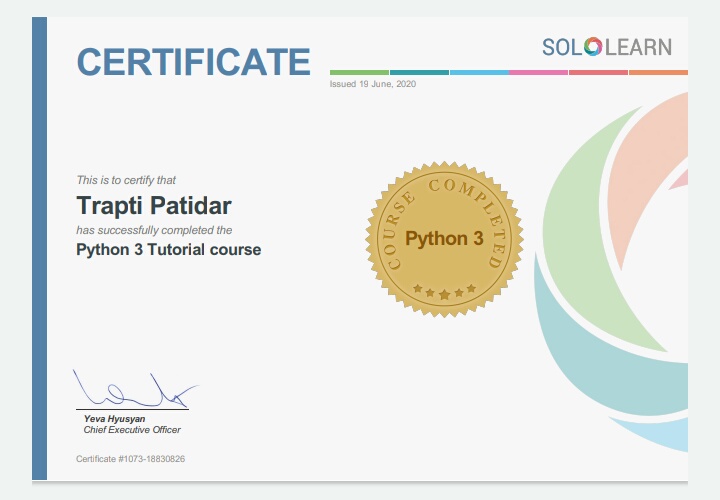 CERTIFICATE
SOLOLEARN
Issued 19 June, 2020
This is to certify that
Trapti Patidar
has successfully completed the
Python 3 Tutorial course
COURSE COMPLETED
Python 3
Yeva Hyusyan
Chief Executive Officer
Certificate #1073-18830826